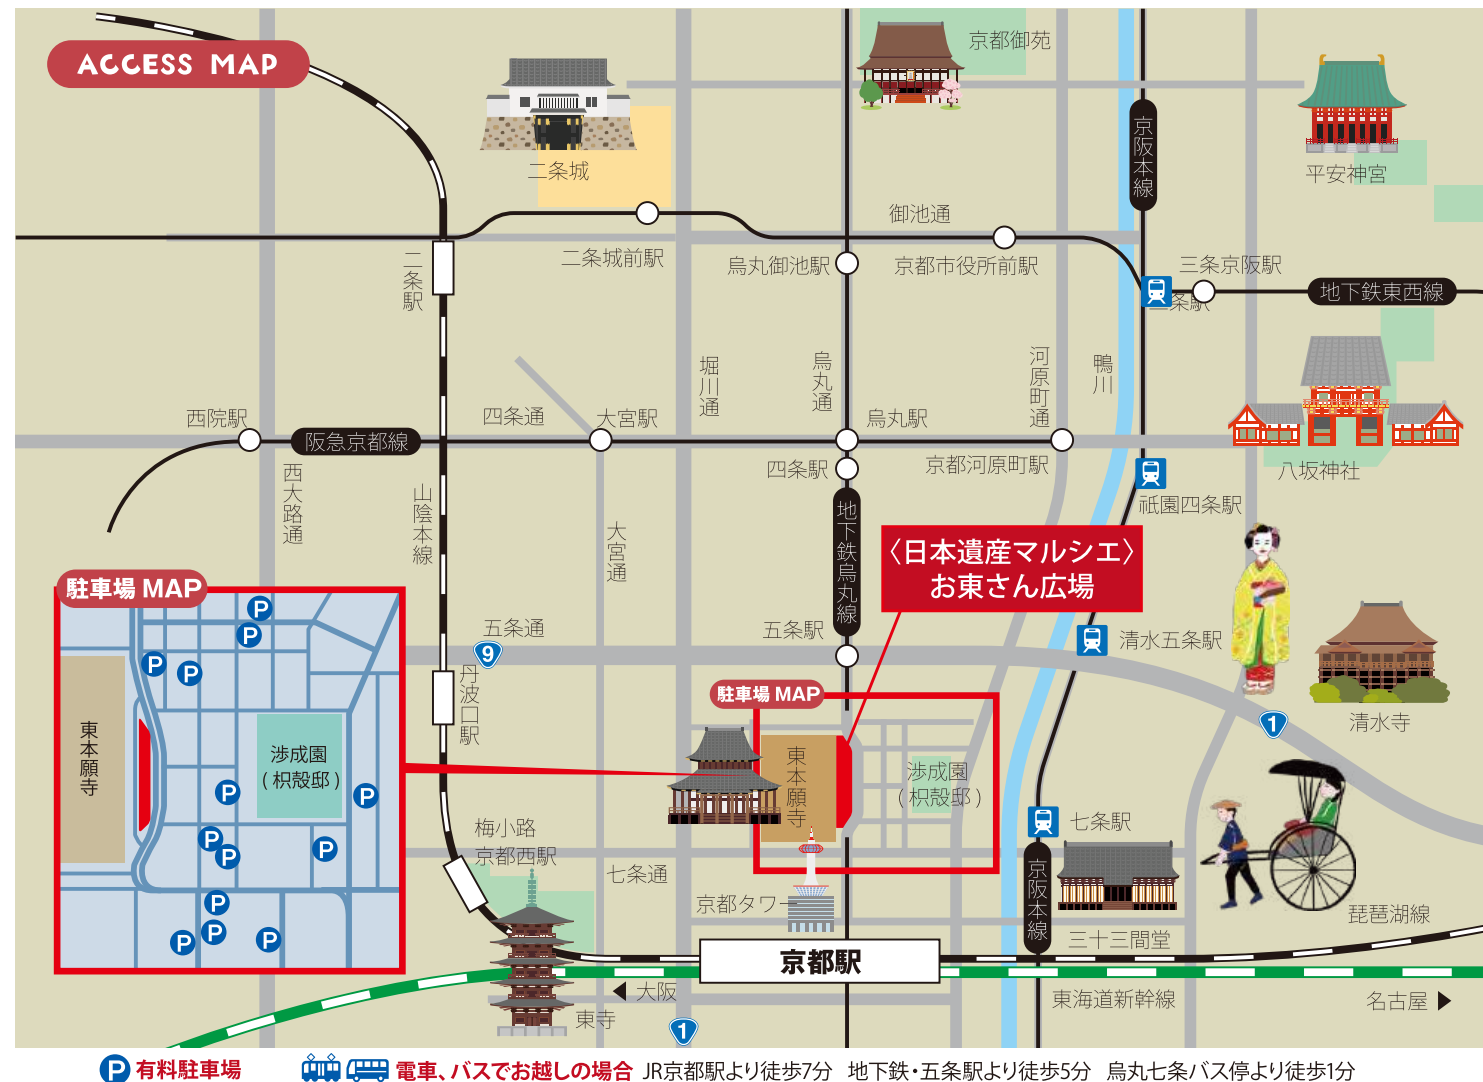 ACCESS MAP
京都御苑
二条城
京阪本線
平安神宮
御池通
二条城前駅
烏丸御池駅
京都市役所前駅
三条京阪駅
二条駅
三条駅
地下鉄東西線
堀川通
烏丸通
河原町通
鴨川
西院駅
阪急京都線
四条通
大宮駅
烏丸駅
四条駅
京都河原町駅
八坂神社
西大路通
山陰本線
大宮通
地下鉄烏丸線
祇園四条駅
〈日本遺産マルシエ〉
お東さん広場
駐車場 MAP
P
P
P
P
東本願寺
渉成園
(枳殻邸)
P
P
P
P
P
P
P
P
P
五条通
9
丹波口駅
五条駅
清水五条駅
清水寺
1
駐車場 MAP
東本願寺
渉成園
(枳殻邸)
梅小路
京都西駅
七条通
七条駅
京都タワー
京阪本線
三十三間堂
琵琶湖線
京都駅
大阪
東海道新幹線
名古屋
東寺
1
P 有料駐車場
電車、バスでお越しの場合 JR京都駅より徒歩7分 地下鉄・五条駅より徒歩5分 烏丸七条バス停より徒歩1分